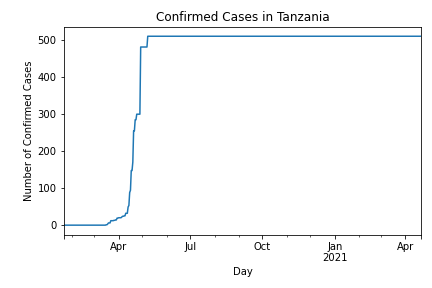 Confirmed Cases in Tanzania
Number of Confirmed Cases
500
400
300
200
100
0
Apr Jul Oct Jan Apr
2021
Day